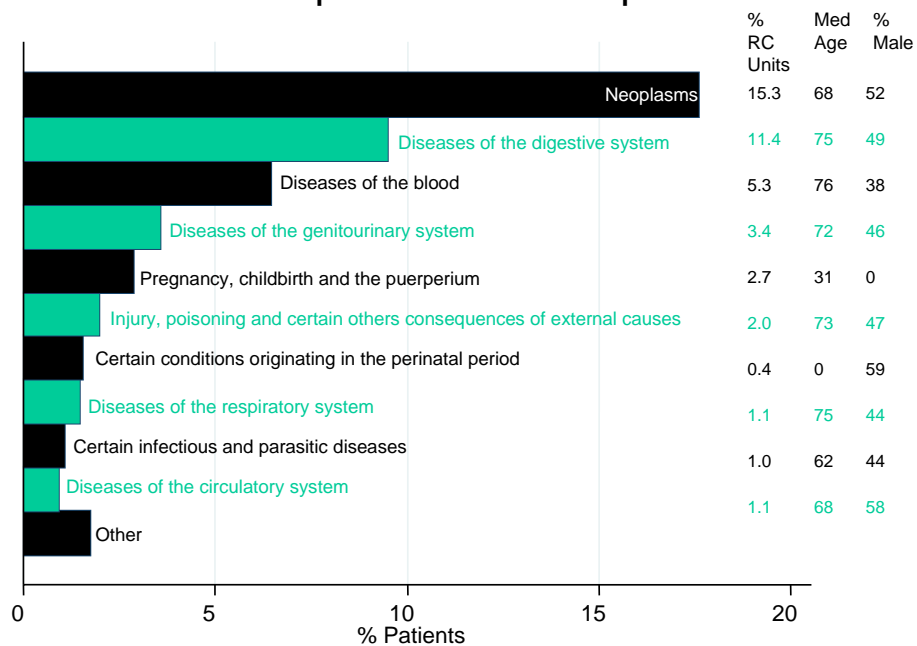 % Med %
RC Age Male
Units
Neoplasms 15.3 68 52
Diseases of the digestive system 11.4 75 49
Diseases of the blood 5.3 76 38
Diseases of the genitourinary system 3.4 72 46
Pregnancy, childbirth and the puerperium 2.7 31 0
Injury, poisoning and certain others consequences of external causes 2.0 73 47
Certain conditions originating in the perinatal period 0.4 0 59
Diseases of the respiratory system 1.1 75 44
Certain infectious and parasitic diseases 1.0 62 44
Diseases of the circulatory system 1.1 68 58
Other
0 5 10 15 20
% Patients